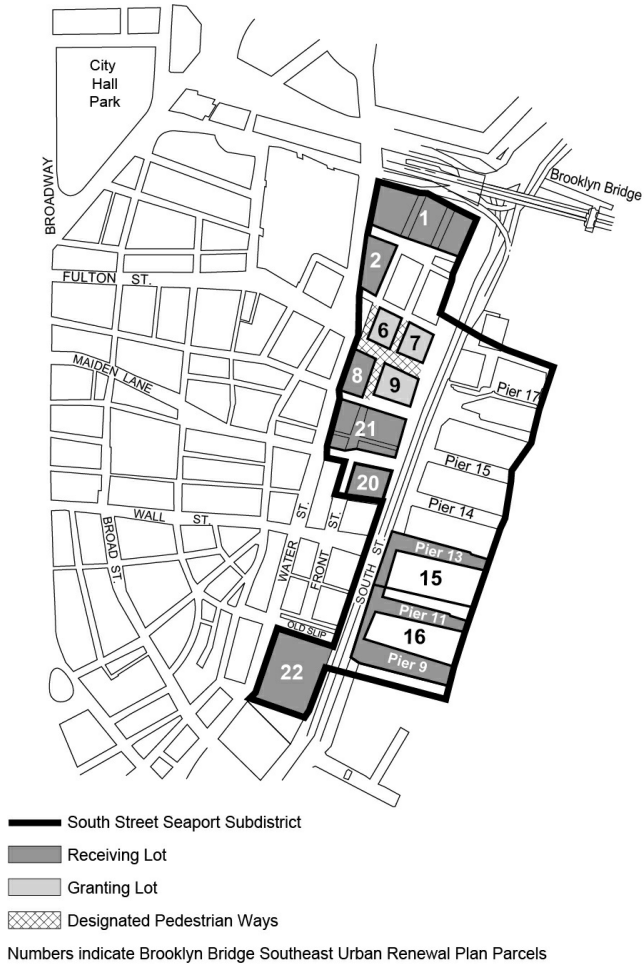 City
Hall
Park
BROADWAY
Brooklyn Bridge
1
2
FULTON ST.
6
7
MAIDEN LANE
8
9
Pier 17
21
Pier 15
20
Pier 14
WALL ST.
BROAD ST.
WATER ST.
FRONT ST.
SOUTH ST.
Pier 13
15
Pier 11
16
OLD SLIP
Pier 9
22
South Street Seaport Subdistrict
Receiving Lot
Granting Lot
Designated Pedestrian Ways
Numbers indicate Brooklyn Bridge Southeast Urban Renewal Plan Parcels